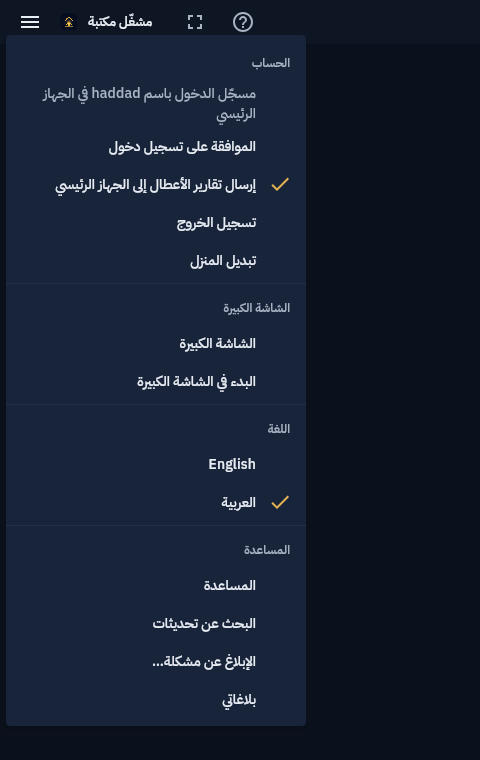 مشغّل مكتبة
الحساب
مسجّل الدخول باسم haddad في الجهاز
الرئيسي
الموافقة على تسجيل دخول
إرسال تقارير الأعطال إلى الجهاز الرئيسي
تسجيل الخروج
تبديل المنزل
الشاشة الكبيرة
الشاشة الكبيرة
البدء في الشاشة الكبيرة
اللغة
English
العربية
المساعدة
المساعدة
البحث عن تحديثات
الإبلاغ عن مشكلة...
بلاغاتي